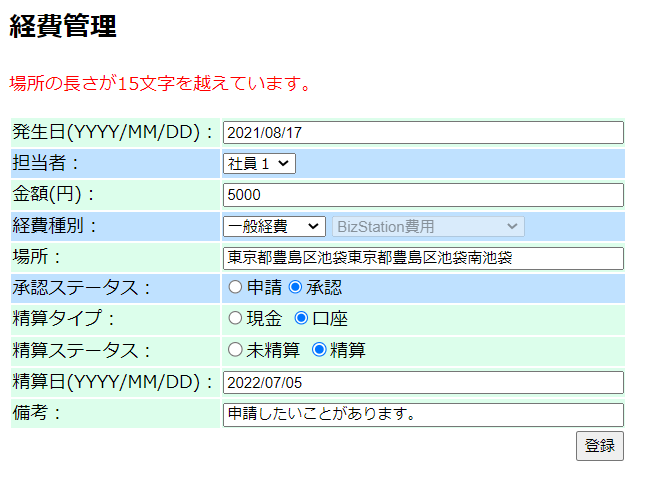 経費管理
場所の長さが15文字を越えています。
発生日(YYYY/MM/DD)： 2021/08/17
担当者： 社員１
金額(円)： 5000
経費種別： 一般経費 BizStation費用
場所： 東京都豊島区池袋東京都豊島区池袋南池袋
承認ステータス： 申請 承認
精算タイプ： 現金 口座
精算ステータス： 未精算 精算
精算日(YYYY/MM/DD)： 2022/07/05
備考： 申請したいことがあります。
登録